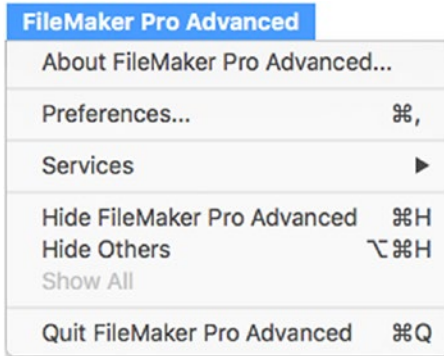 FileMaker Pro Advanced
About FileMaker Pro Advanced...
Preferences... ⌘,
Services ▶
Hide FileMaker Pro Advanced ⌘H
Hide Others ⌥⌘H
Show All
Quit FileMaker Pro Advanced ⌘Q